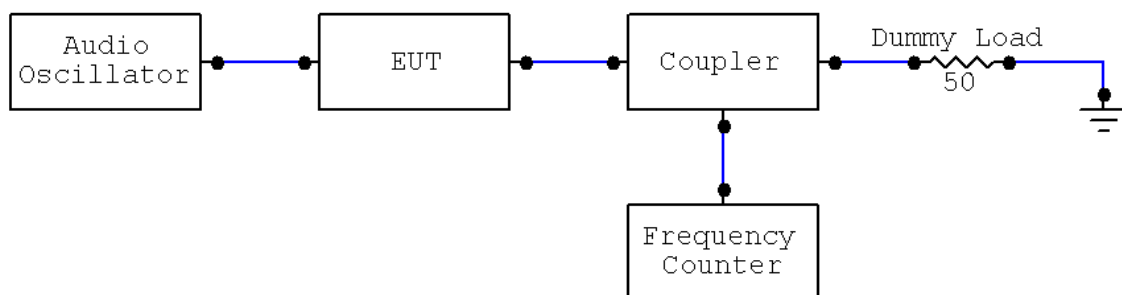 Audio
Oscillator
EUT
Coupler
Dummy Load
50
Frequency
Counter